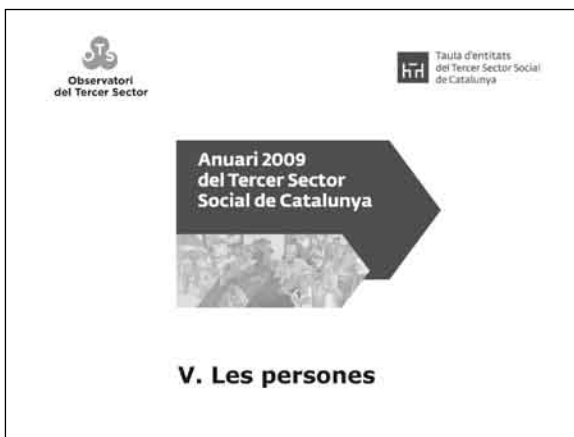 OTS
Observatori
del Tercer Sector
Taula d'entitats
del Tercer Sector Social
de Catalunya
Anuari 2009
del Tercer Sector
Social de Catalunya
V. Les persones